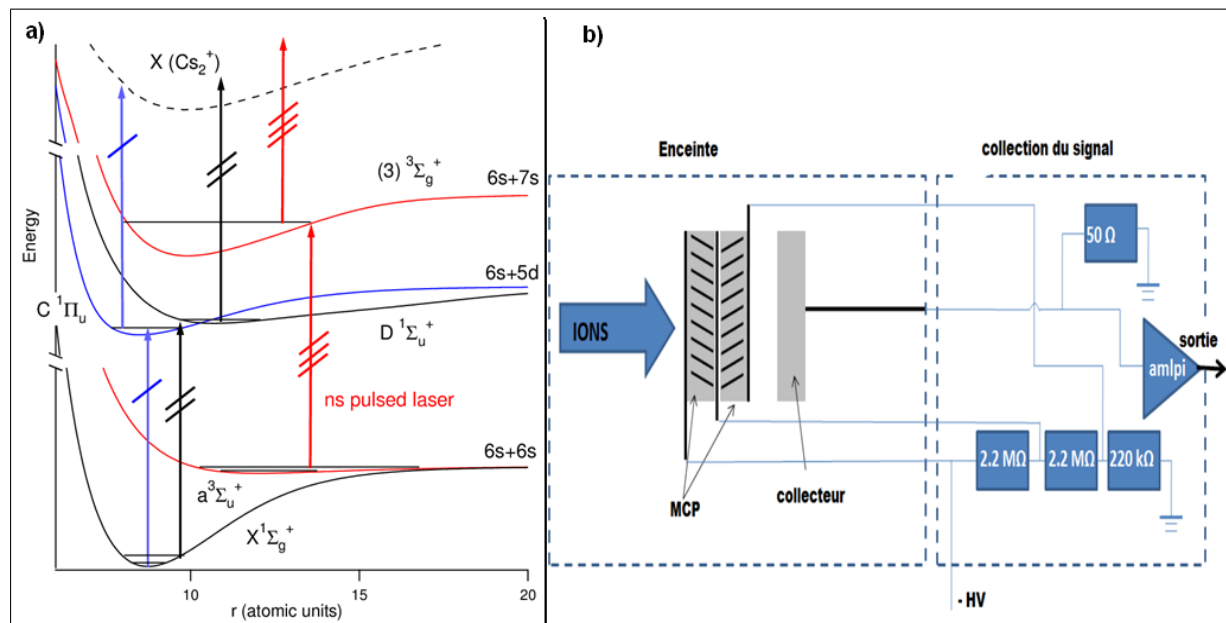 a)
X (Cs₂⁺)
(3) ³Σg⁺
6s+7s
6s+5d
C ¹Πu
D ¹Σu⁺
ns pulsed laser
6s+6s
a³Σu⁺
X¹Σg⁺
Energy
10
15
20
r (atomic units)
b)
Enceinte
collection du signal
50 Ω
IONS
sortie
amlpi
2.2 MΩ
2.2 MΩ
220 kΩ
MCP
collecteur
- HV